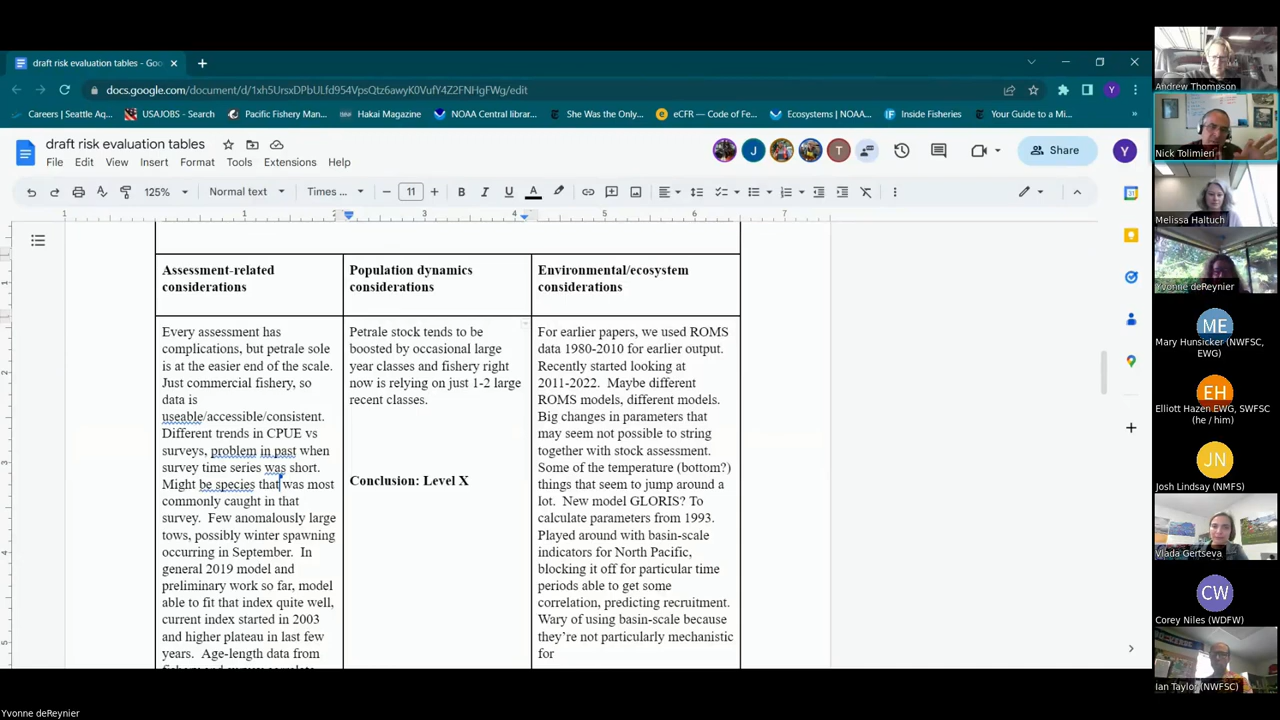 draft risk evaluation tables - Goo
docs.google.com/document/d/1xh5UrsxDPbULfd954VpsQtz6awyK0VufY4Z2FNHgFWg/edit
Careers | Seattle Aq...
USAJOBS - Search
Pacific Fishery Man...
Hakai Magazine
NOAA Central librar...
She Was the Only...
eCFR — Code of Fe...
Ecosystems | NOAA...
Inside Fisheries
Your Guide to a Mi...
draft risk evaluation tables
File Edit View Insert Format Tools Extensions Help
Share
125% Normal text Times ... 11
1 1 2 3 4 5 6 7
Assessment-related
considerations
Population dynamics
considerations
Environmental/ecosystem
considerations
Every assessment has
complications, but petrale sole
is at the easier end of the scale.
Just commercial fishery, so
data is
useable/accessible/consistent.
Different trends in CPUE vs
surveys, problem in past when
survey time series was short.
Might be species that was most
commonly caught in that
survey. Few anomalously large
tows, possibly winter spawning
occurring in September. In
general 2019 model and
preliminary work so far, model
able to fit that index quite well,
current index started in 2003
and higher plateau in last few
years. Age-length data from
Petrale stock tends to be
boosted by occasional large
year classes and fishery right
now is relying on just 1-2 large
recent classes.
Conclusion: Level X
For earlier papers, we used ROMS
data 1980-2010 for earlier output.
Recently started looking at
2011-2022. Maybe different
ROMS models, different models.
Big changes in parameters that
may seem not possible to string
together with stock assessment.
Some of the temperature (bottom?)
things that seem to jump around a
lot. New model GLORIS? To
calculate parameters from 1993.
Played around with basin-scale
indicators for North Pacific,
blocking it off for particular time
periods able to get some
correlation, predicting recruitment.
Wary of using basin-scale because
they're not particularly mechanistic
for
Andrew Thompson
Nick Tolimieri
Melissa Haltuch
Yvonne deReynier
ME
Mary Hunsicker (NWFSC, EWG)
EH
Elliott Hazen EWG, SWFSC (he / him)
JN
Josh Lindsay (NMFS)
Vlada Gertseva
CW
Corey Niles (WDFW)
Ian Taylor (NWFSC)
Yvonne deReynier